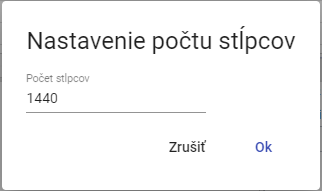 Nastavenie počtu stĺpcov
Počet stĺpcov
1440
Zrušiť Ok